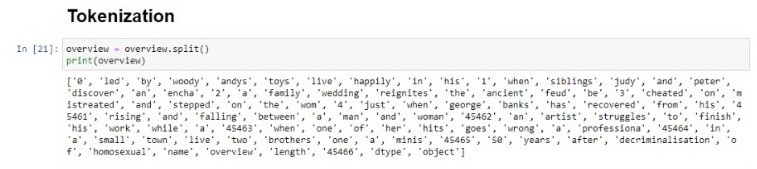 Tokenization
In [21]: overview = overview.split()
print(overview)
['0', 'led', 'by', 'woody', 'andys', 'toys', 'live', 'happily', 'in', 'his', '1', 'when', 'siblings', 'judy', 'and', 'peter',
'discover', 'an', 'encha', '2', 'a', 'family', 'wedding', 'reignites', 'the', 'ancient', 'feud', 'be', '3', 'cheated', 'on', 'm
istreated', 'and', 'stepped', 'on', 'the', 'wom', '4', 'just', 'when', 'george', 'banks', 'has', 'recovered', 'from', 'his', '4
5461', 'rising', 'and', 'falling', 'between', 'a', 'man', 'and', 'woman', '45462', 'an', 'artist', 'struggles', 'to', 'finish',
'his', 'work', 'while', 'a', '45463', 'when', 'one', 'of', 'her', 'hits', 'goes', 'wrong', 'a', 'professiona', '45464', 'in',
'a', 'small', 'town', 'live', 'two', 'brothers', 'one', 'a', 'minis', '45465', '50', 'years', 'after', 'decriminalisation', 'o
f', 'homosexual', 'name', 'overview', 'length', '45466', 'dtype', 'object']